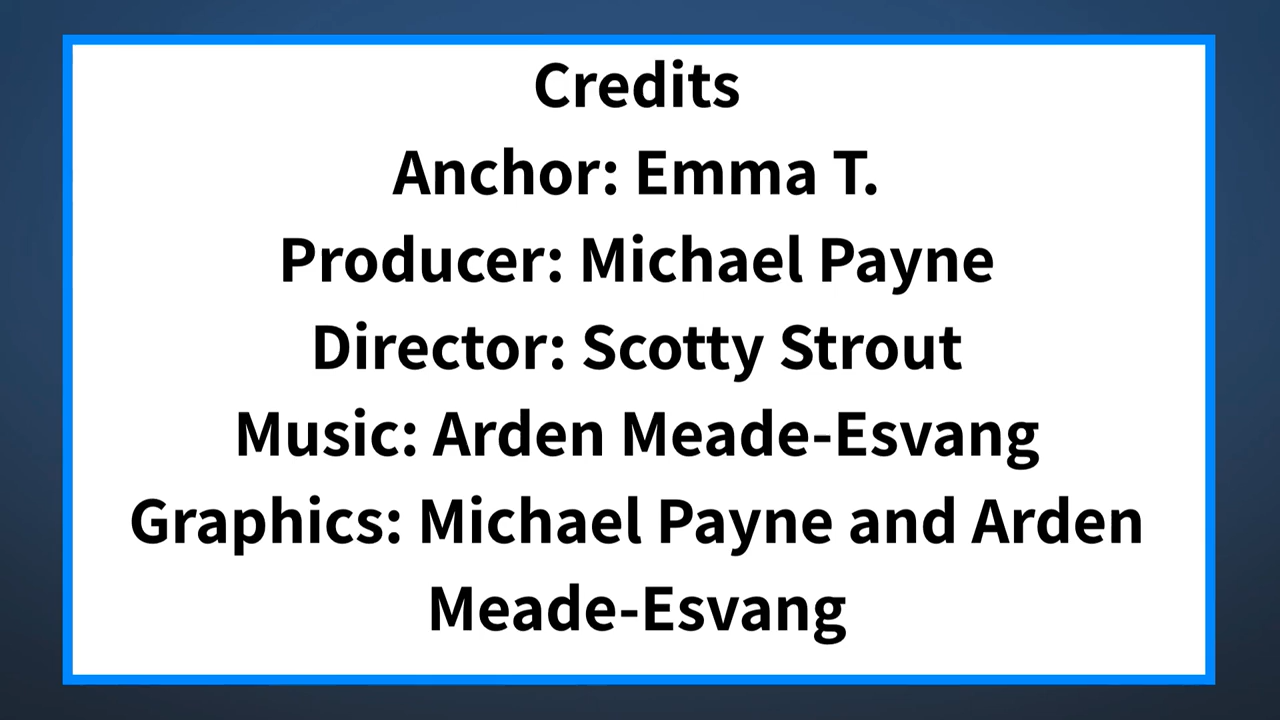 Credits
Anchor: Emma T.
Producer: Michael Payne
Director: Scotty Strout
Music: Arden Meade-Esvang
Graphics: Michael Payne and Arden
Meade-Esvang